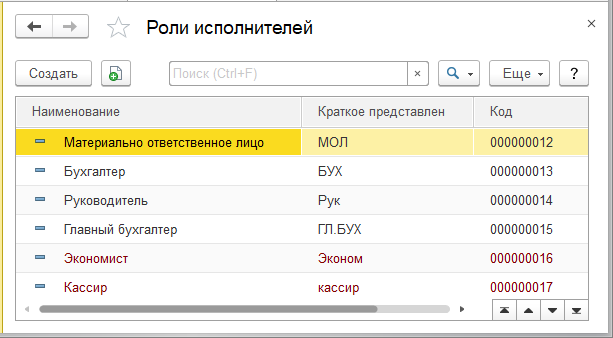 Роли исполнителей
Создать Поиск (Ctrl+F) × Еще ?
Наименование Краткое представлен Код
Материально ответственное лицо МОЛ 000000012
Бухгалтер БУХ 000000013
Руководитель Рук 000000014
Главный бухгалтер ГЛ.БУХ 000000015
Экономист Эконом 000000016
Кассир кассир 000000017